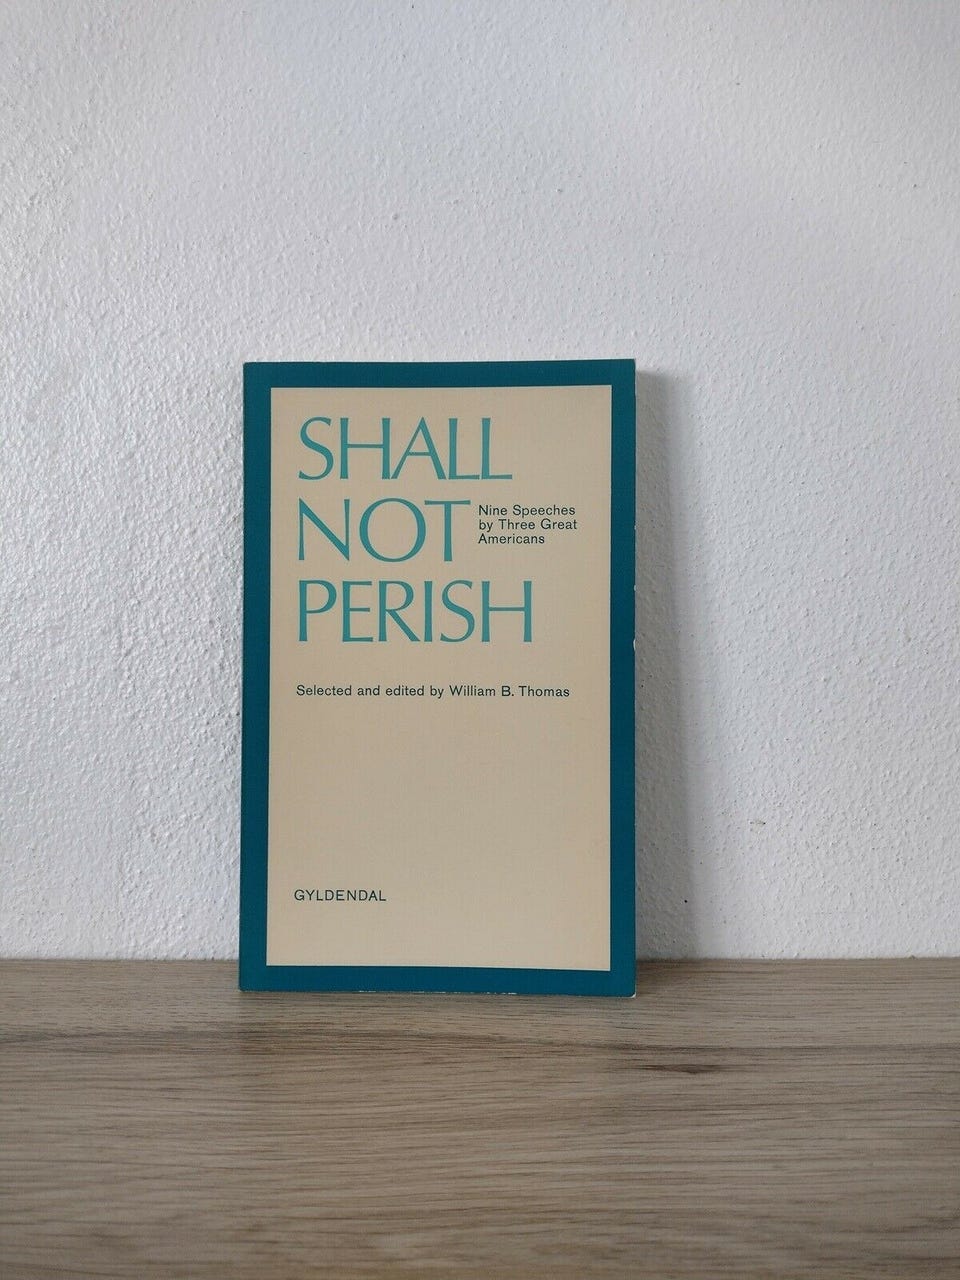 SHALL
NOT
Nine Speeches
by Three Great
Americans
PERISH
Selected and edited by William B. Thomas
GYLDENDAL